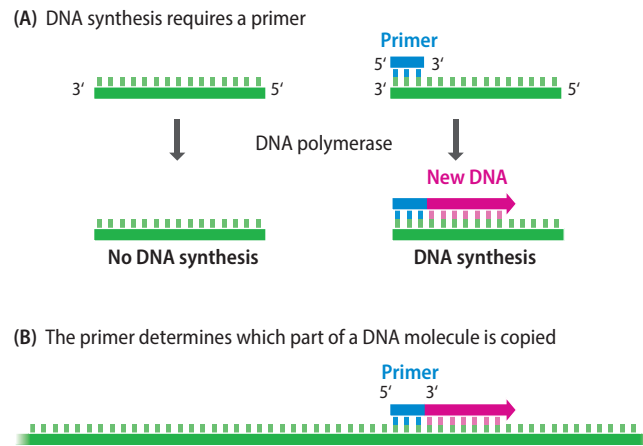 (A) DNA synthesis requires a primer
Primer
5‘ 3‘
3‘ 5‘ 3‘ 5‘
DNA polymerase
New DNA
No DNA synthesis DNA synthesis
(B) The primer determines which part of a DNA molecule is copied
Primer
5‘ 3‘